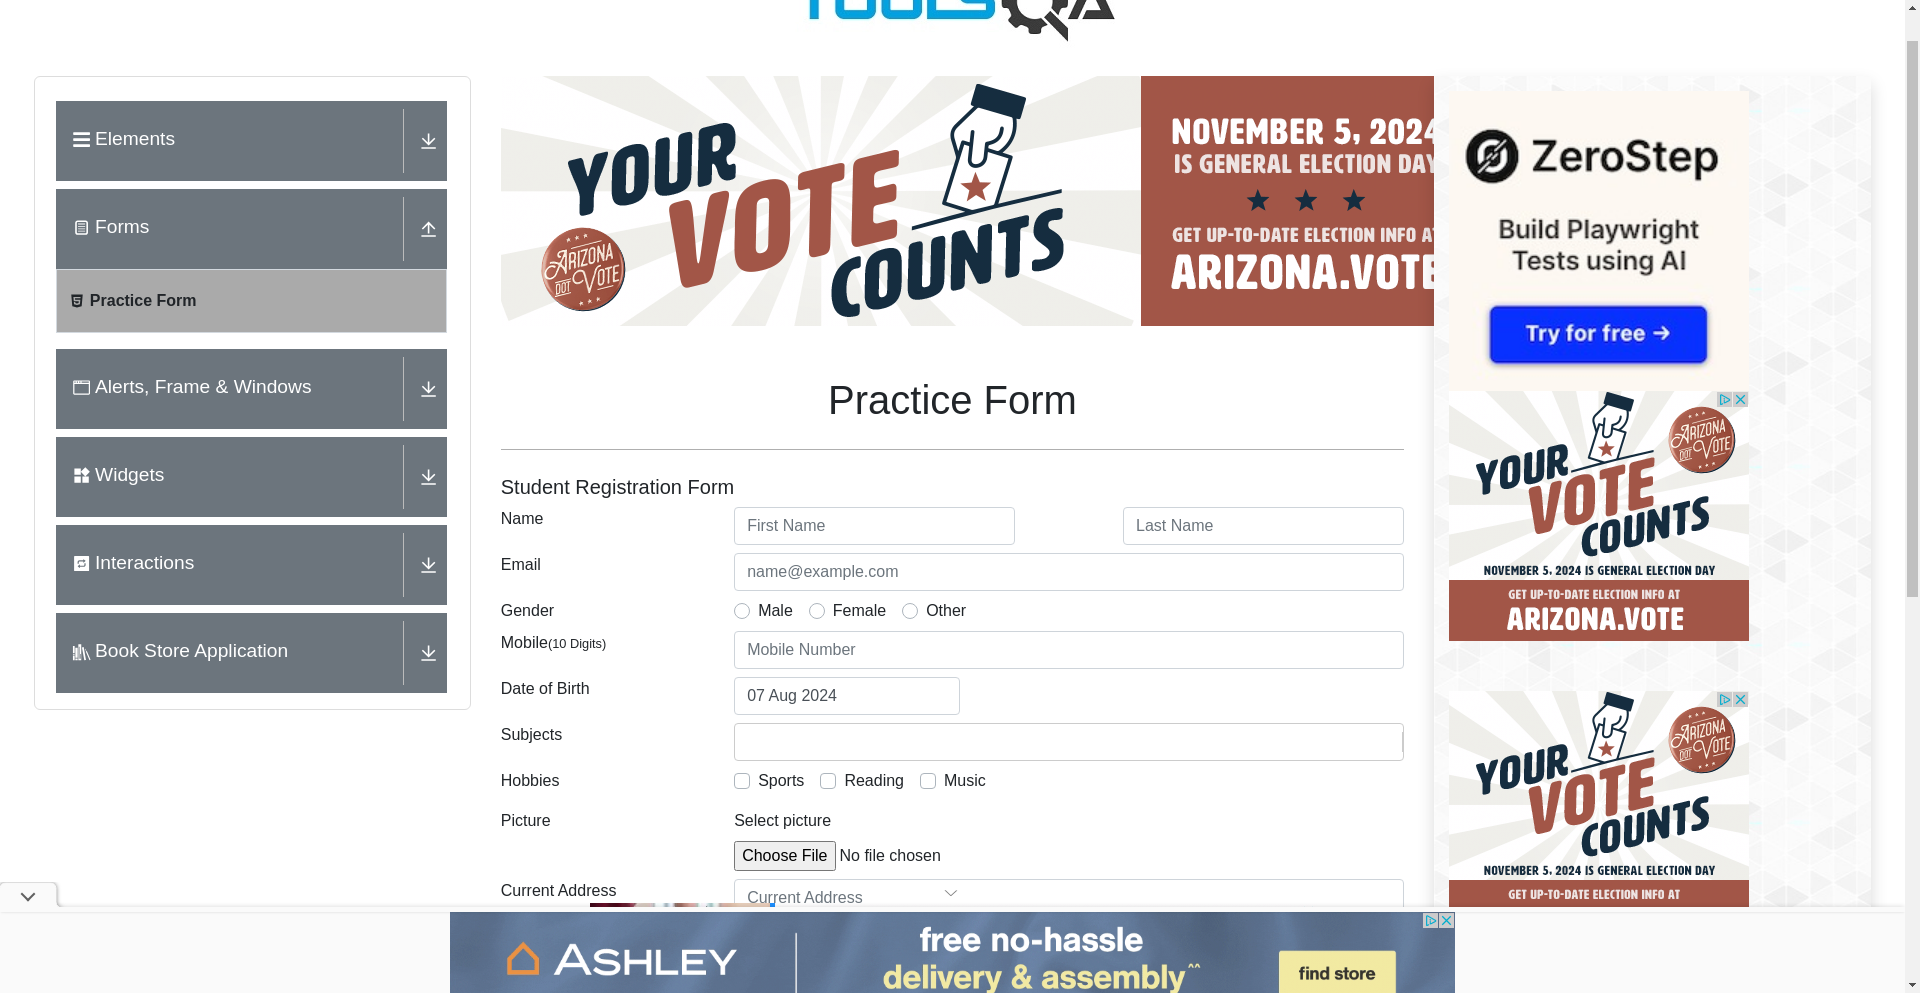 TOOLSQA
Elements
Forms
Practice Form
Alerts, Frame & Windows
Widgets
Interactions
Book Store Application
YOUR
VOTE
COUNTS
ARIZONA
DOT
VOTE
NOVEMBER 5, 2024
IS GENERAL ELECTION DAY
GET UP-TO-DATE ELECTION INFO AT
ARIZONA.VOTE
Practice Form
Student Registration Form
Name
First Name
Last Name
Email
name@example.com
Gender
Male
Female
Other
Mobile(10 Digits)
Mobile Number
Date of Birth
07 Aug 2024
Subjects
Hobbies
Sports
Reading
Music
Picture
Select picture
Choose File No file chosen
Current Address
Current Address
ZeroStep
Build Playwright
Tests using AI
Try for free →
YOUR
VOTE
COUNTS
ARIZONA
DOT
VOTE
NOVEMBER 5, 2024 IS GENERAL ELECTION DAY
GET UP-TO-DATE ELECTION INFO AT
ARIZONA.VOTE
YOUR
VOTE
COUNTS
ARIZONA
DOT
VOTE
NOVEMBER 5, 2024 IS GENERAL ELECTION DAY
GET UP-TO-DATE ELECTION INFO AT
ASHLEY
free no-hassle
delivery & assembly^^
find store